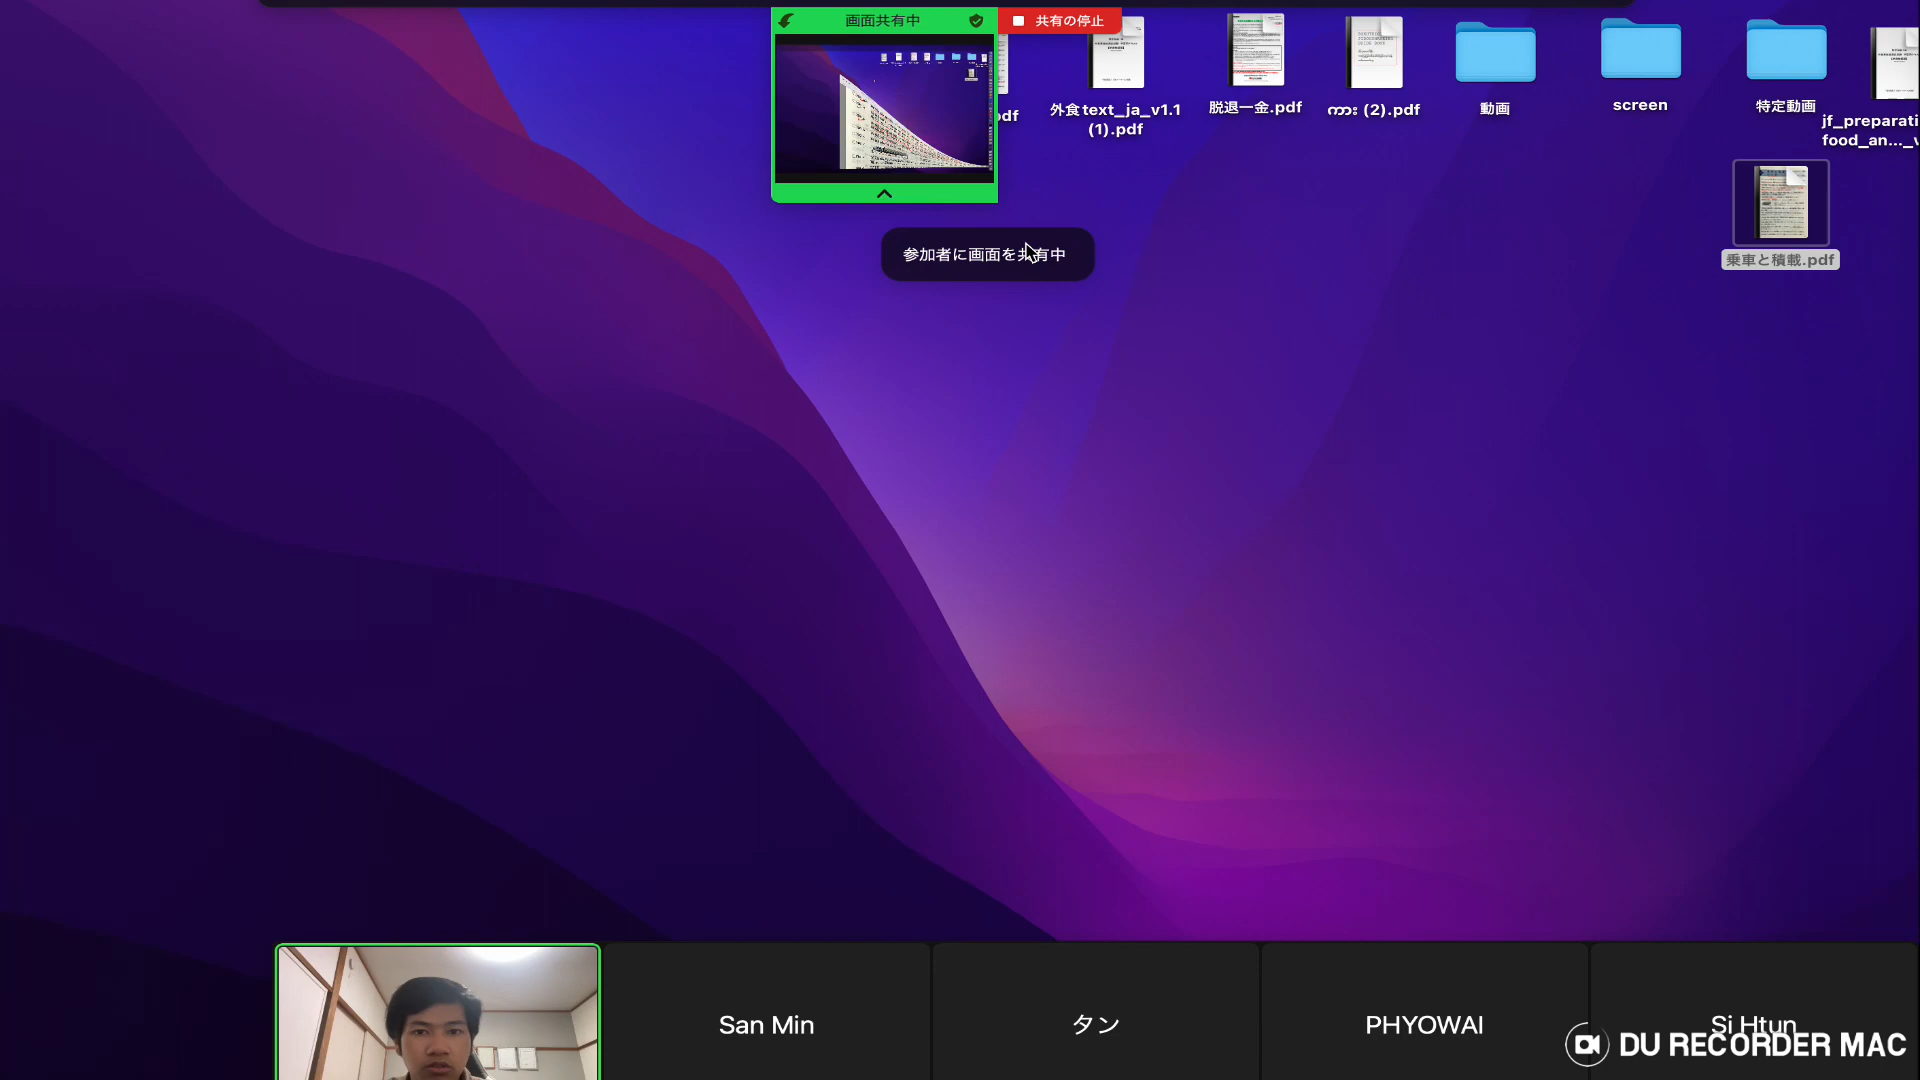 画面共有中
共有の停止
df
外食text_ja_v1.1
(1).pdf
脱退一金.pdf
ကားး (2).pdf
動画
screen
特定動画
jf_preparati
food_an..._v
参加者に画面を共有中
乗車と積載.pdf
San Min
タン
PHYOWAI
Si Htun
DU RECORDER MAC